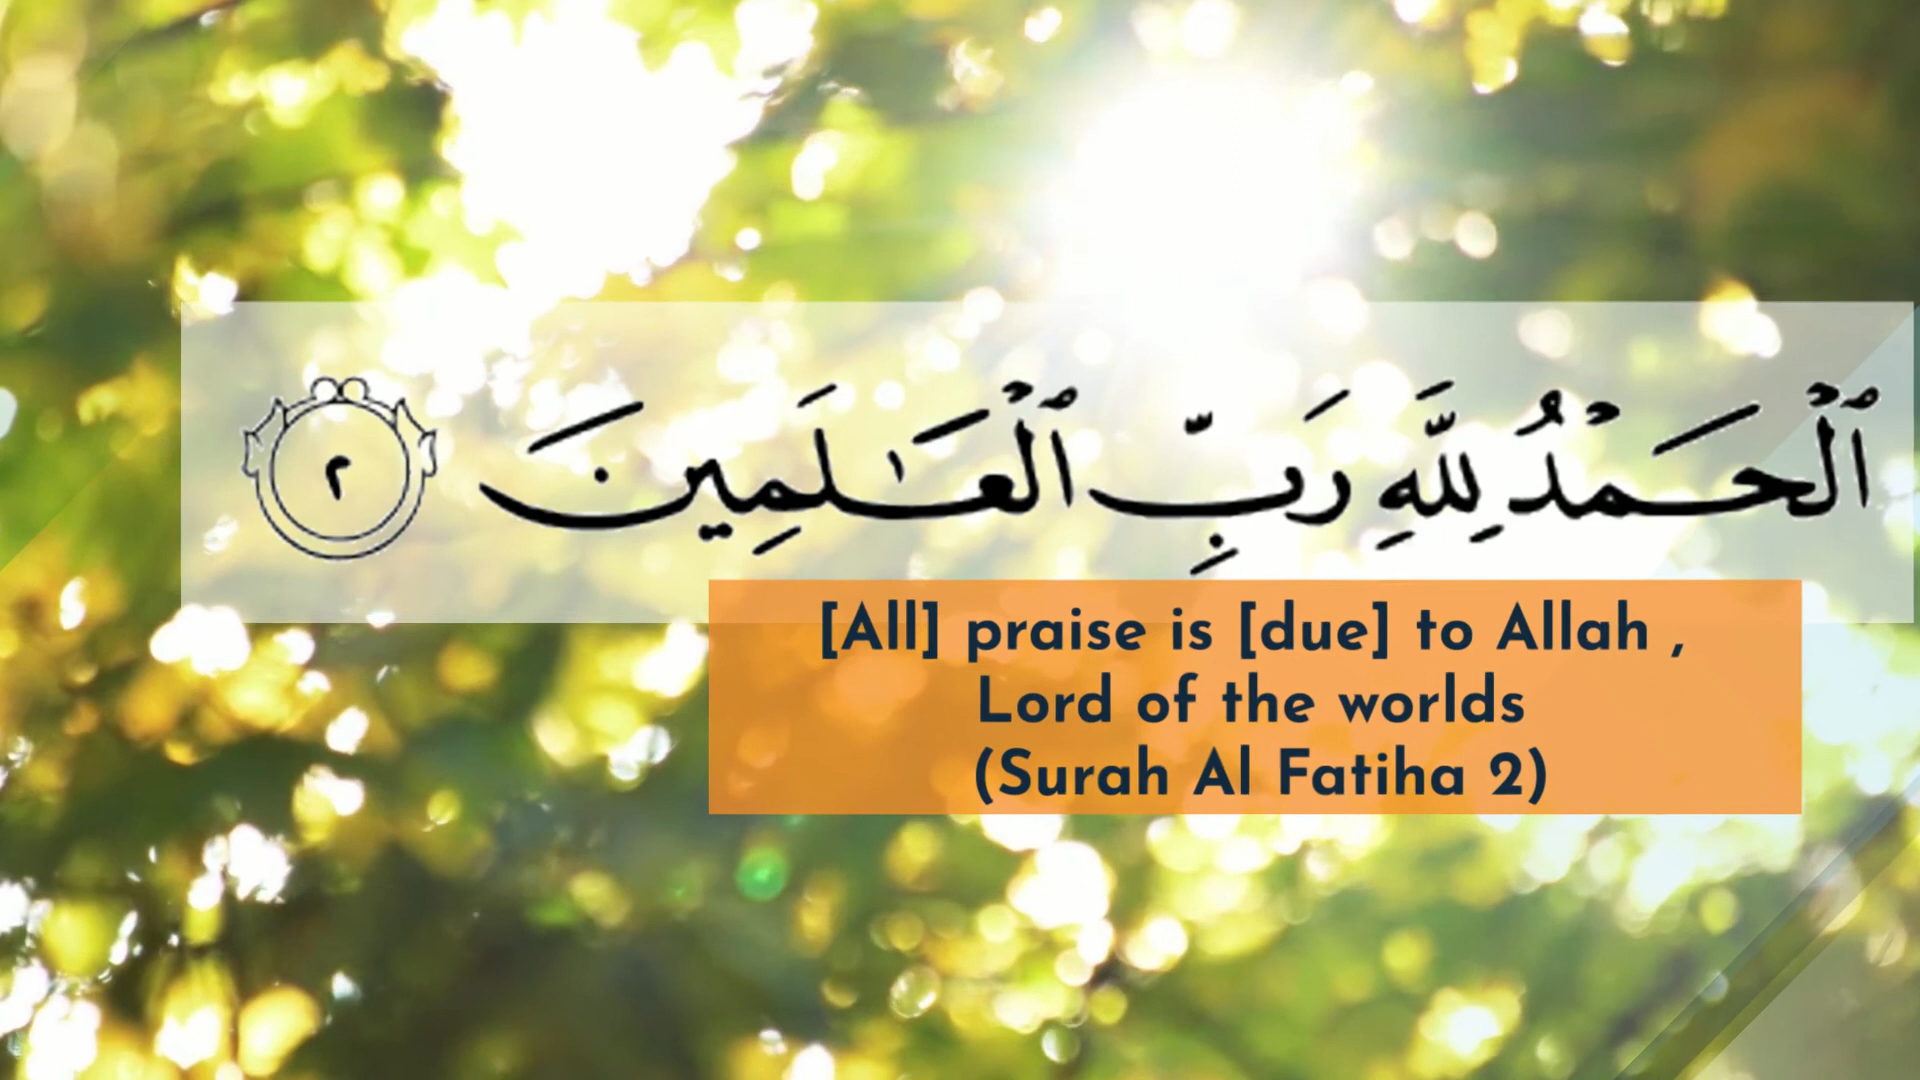 ٱلْحَمْدُ لِلَّهِ رَبِّ ٱلْعَـٰلَمِينَ ٢
[All] praise is [due] to Allah ,
Lord of the worlds
(Surah Al Fatiha 2)